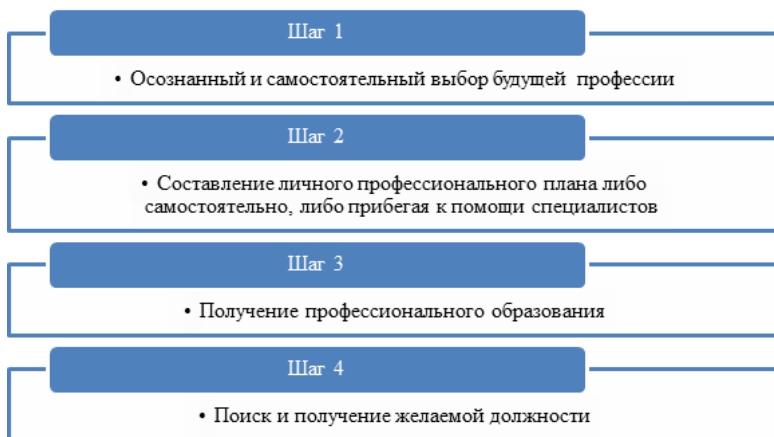 Шаг 1
• Осознанный и самостоятельный выбор будущей профессии
Шаг 2
• Составление личного профессионального плана либо
самостоятельно, либо прибегая к помощи специалистов
Шаг 3
• Получение профессионального образования
Шаг 4
• Поиск и получение желаемой должности